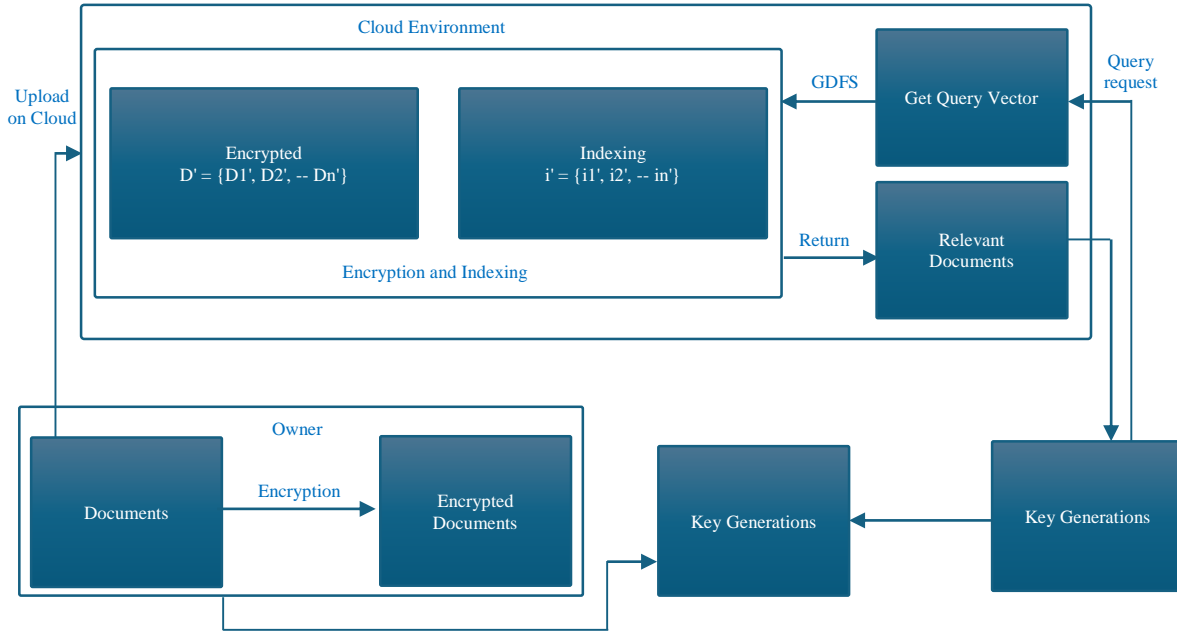 Cloud Environment
Upload
on Cloud
Encrypted
D' = {D1', D2', -- Dn'}
Indexing
i' = {i1', i2', -- in'}
Encryption and Indexing
GDFS
Get Query Vector
Query
request
Return
Relevant
Documents
Owner
Documents
Encryption
Encrypted
Documents
Key Generations
Key Generations